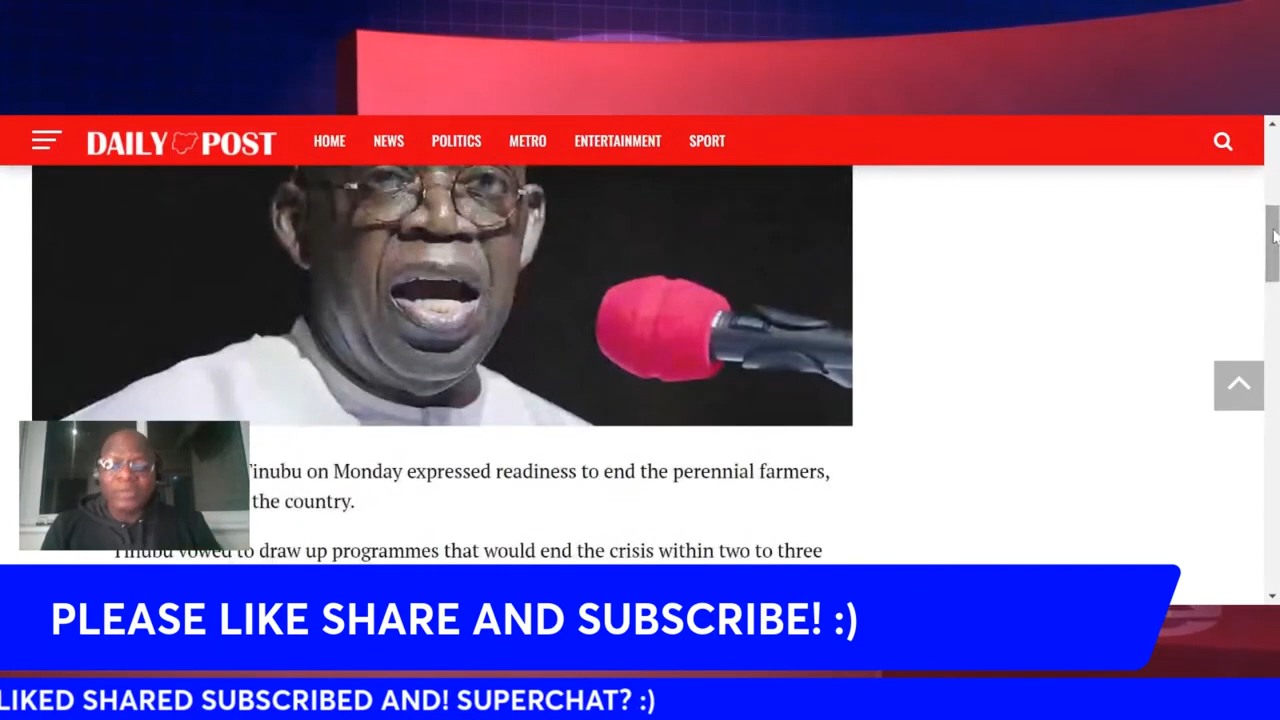 DAILY POST HOME NEWS POLITICS METRO ENTERTAINMENT SPORT
Tinubu on Monday expressed readiness to end the perennial farmers,
the country.
Tinubu vowed to draw up programmes that would end the crisis within two to three
PLEASE LIKE SHARE AND SUBSCRIBE! :)
LIKED SHARED SUBSCRIBED AND! SUPERCHAT? :)